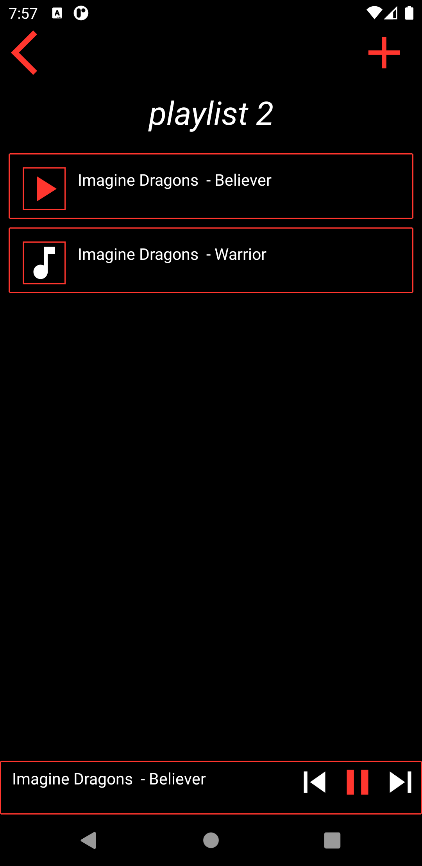 7:57
playlist 2
Imagine Dragons  - Believer
Imagine Dragons  - Warrior
Imagine Dragons  - Believer